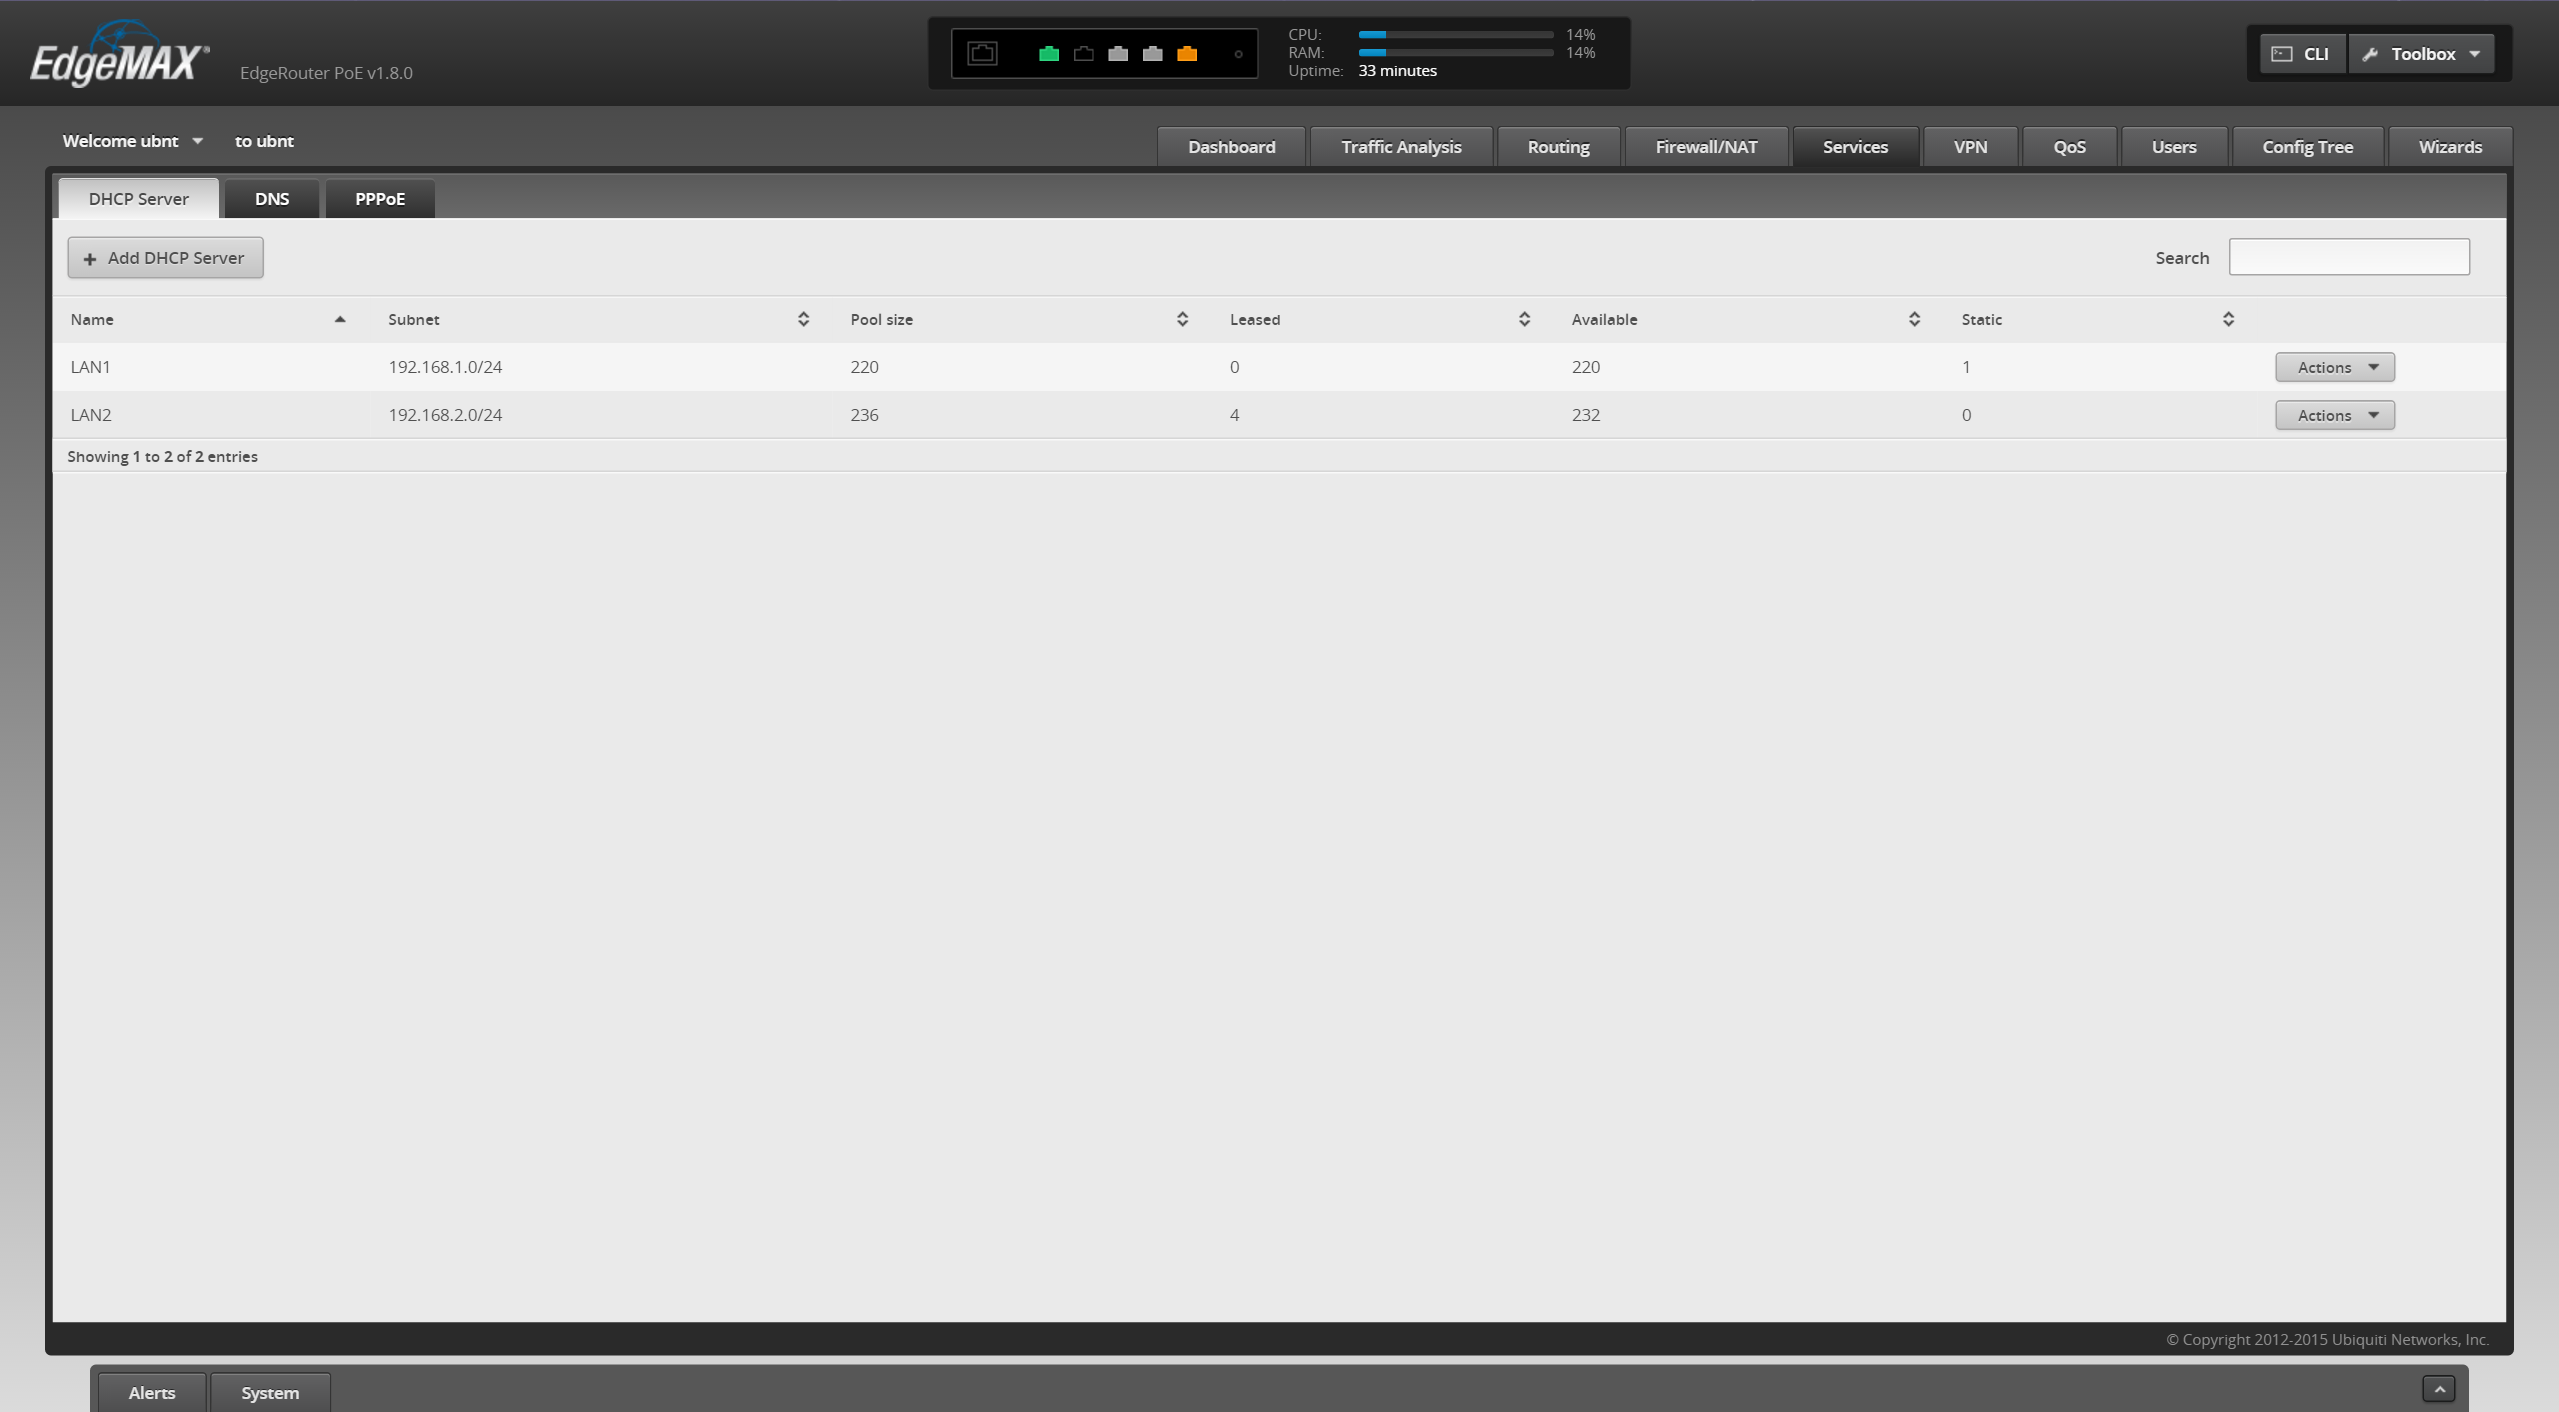 EdgeMAX®
EdgeRouter PoE v1.8.0
CPU: 14%
RAM: 14%
Uptime: 33 minutes
CLI Toolbox
Welcome ubnt to ubnt
Dashboard Traffic Analysis Routing Firewall/NAT Services VPN QoS Users Config Tree Wizards
DHCP Server DNS PPPoE
+ Add DHCP Server Search
Name Subnet Pool size Leased Available Static
LAN1 192.168.1.0/24 220 0 220 1 Actions
LAN2 192.168.2.0/24 236 4 232 0 Actions
Showing 1 to 2 of 2 entries
© Copyright 2012-2015 Ubiquiti Networks, Inc.
Alerts System